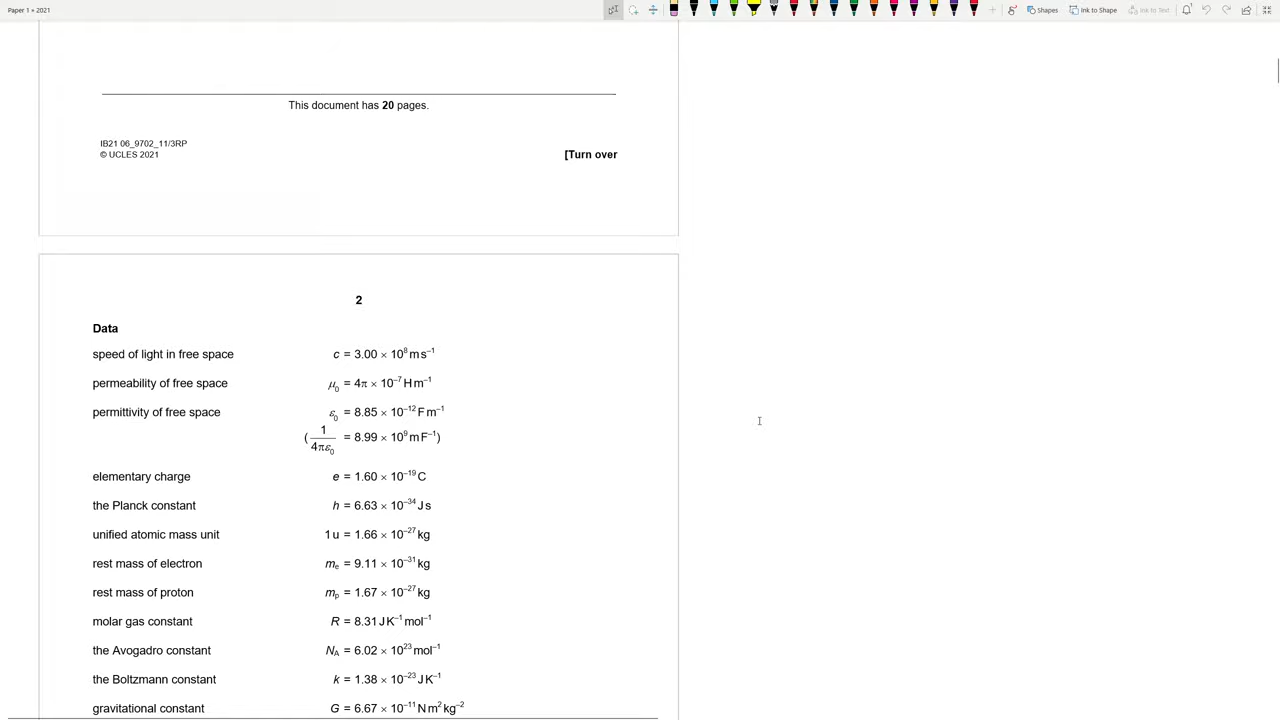 Paper 1 » 2021
Shapes
Ink to Shape
Ink to Text
This document has 20 pages.
IB21 06_9702_11/3RP
© UCLES 2021
[Turn over
2
Data
speed of light in free space c = 3.00 × 10⁸ m s⁻¹
permeability of free space μ₀ = 4π × 10⁻⁷ H m⁻¹
permittivity of free space ε₀ = 8.85 × 10⁻¹² F m⁻¹
(1/4πε₀ = 8.99 × 10⁹ m F⁻¹)
elementary charge e = 1.60 × 10⁻¹⁹ C
the Planck constant h = 6.63 × 10⁻³⁴ J s
unified atomic mass unit 1 u = 1.66 × 10⁻²⁷ kg
rest mass of electron mₑ = 9.11 × 10⁻³¹ kg
rest mass of proton mₚ = 1.67 × 10⁻²⁷ kg
molar gas constant R = 8.31 J K⁻¹ mol⁻¹
the Avogadro constant N_A = 6.02 × 10²³ mol⁻¹
the Boltzmann constant k = 1.38 × 10⁻²³ J K⁻¹
gravitational constant G = 6.67 × 10⁻¹¹ N m² kg⁻²